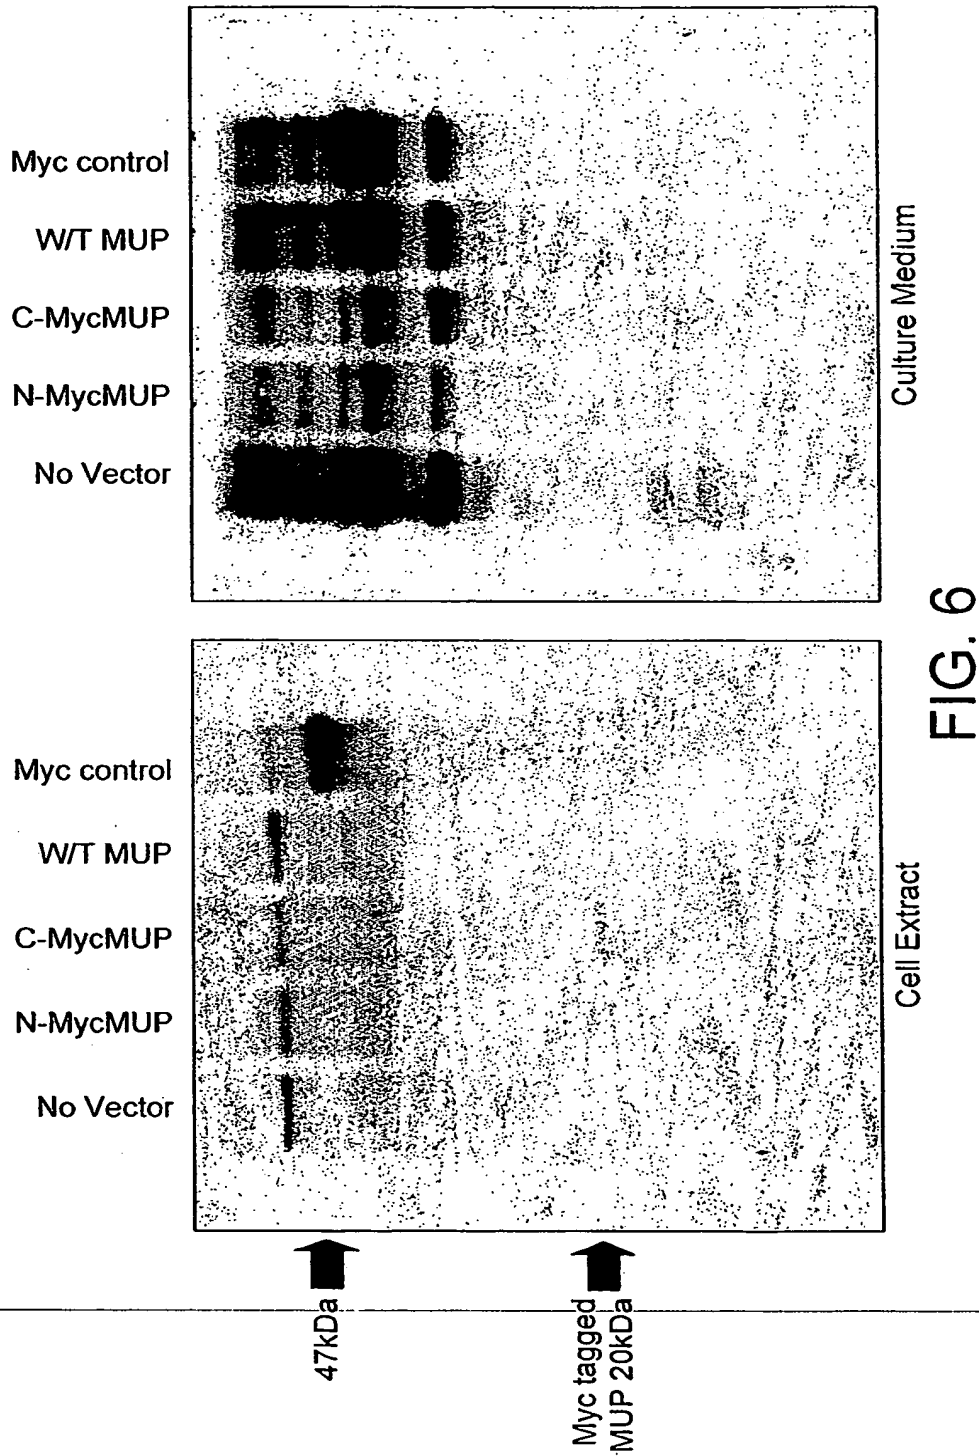 Myc control
W/T MUP
C-MycMUP
N-MycMUP
No Vector
Culture Medium
Myc control
W/T MUP
C-MycMUP
N-MycMUP
No Vector
Cell Extract
47kDa
Myc tagged
MUP 20kDa
FIG. 6